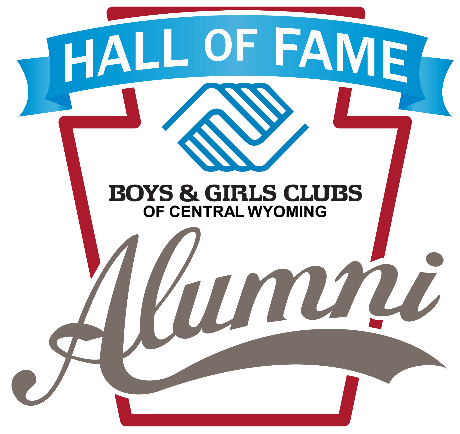 HALL OF FAME
BOYS & GIRLS CLUBS
OF CENTRAL WYOMING
Alumni